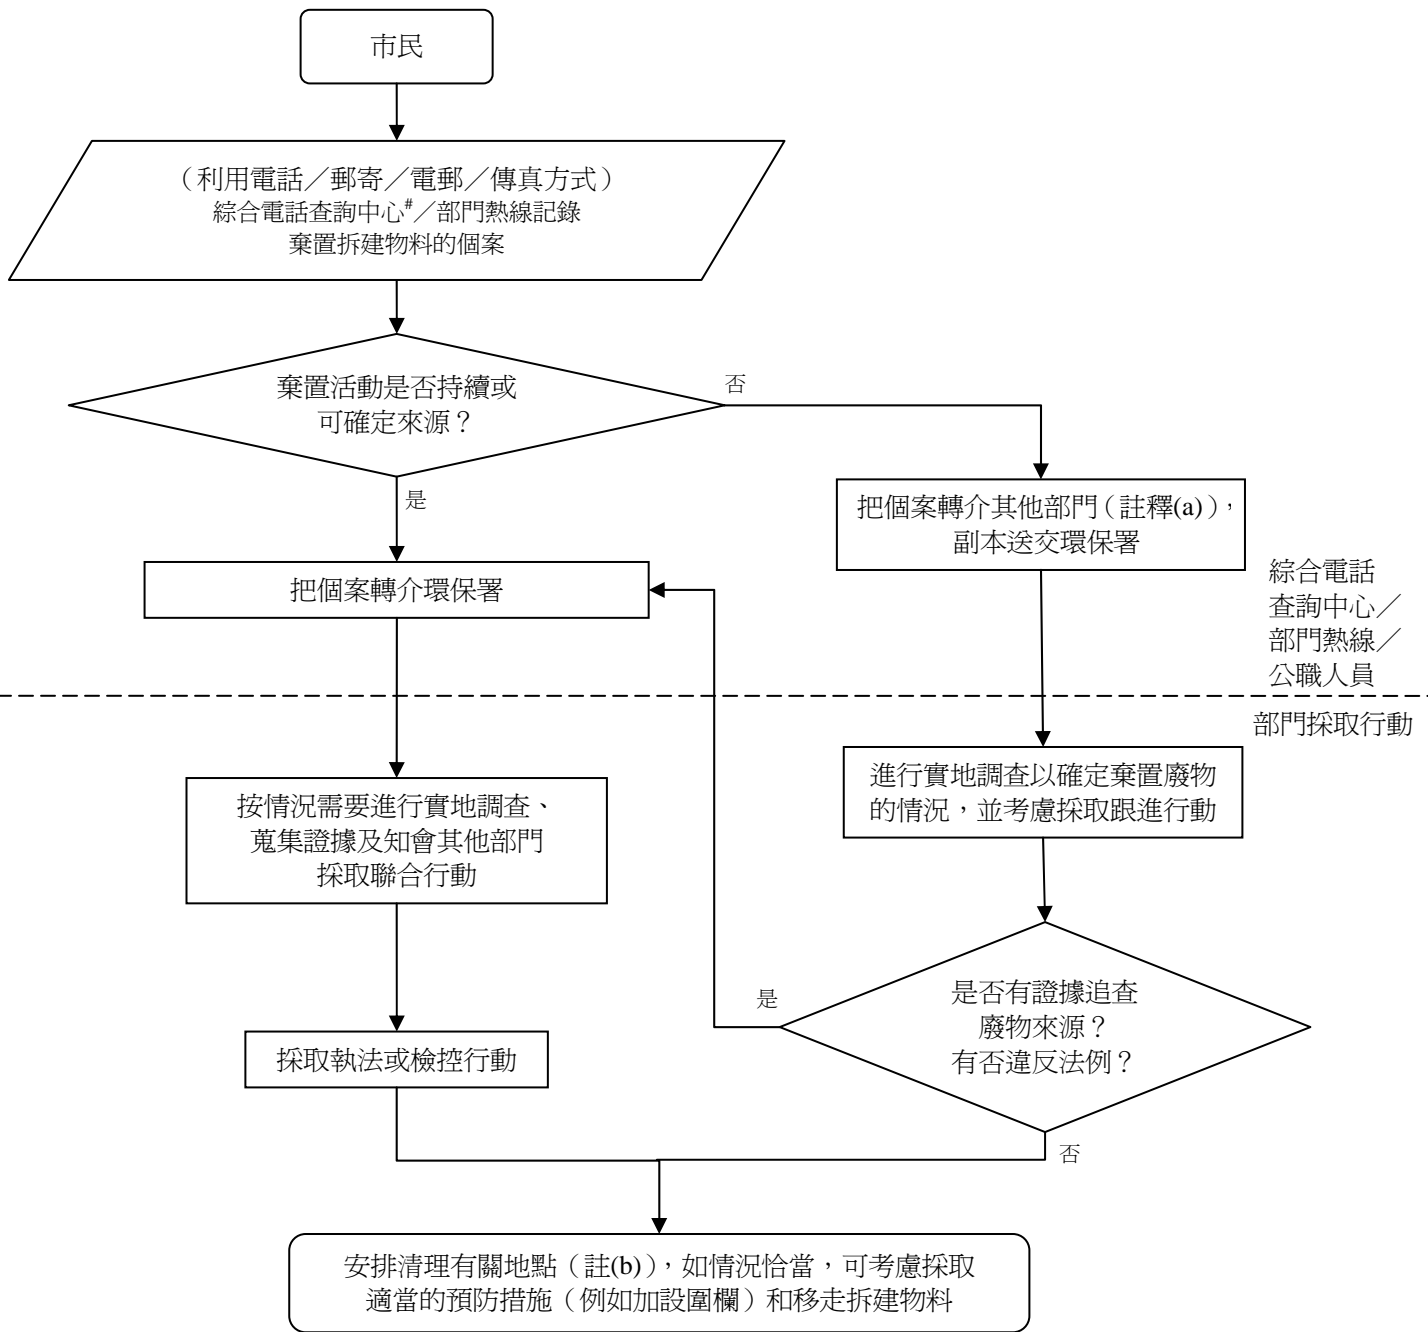 市民
（利用電話／郵寄／電郵／傳真方式）
綜合電話查詢中心#／部門熱線記錄
棄置拆建物料的個案
棄置活動是否持續或
可確定來源？
否
是
把個案轉介其他部門（註釋(a)），
副本送交環保署
把個案轉介環保署
綜合電話
查詢中心／
部門熱線／
公職人員
部門採取行動
按情況需要進行實地調查、
蒐集證據及知會其他部門
採取聯合行動
進行實地調查以確定棄置廢物
的情況，並考慮採取跟進行動
是否有證據追查
廢物來源？
有否違反法例？
是
否
採取執法或檢控行動
安排清理有關地點（註(b)），如情況恰當，可考慮採取
適當的預防措施（例如加設圍欄）和移走拆建物料